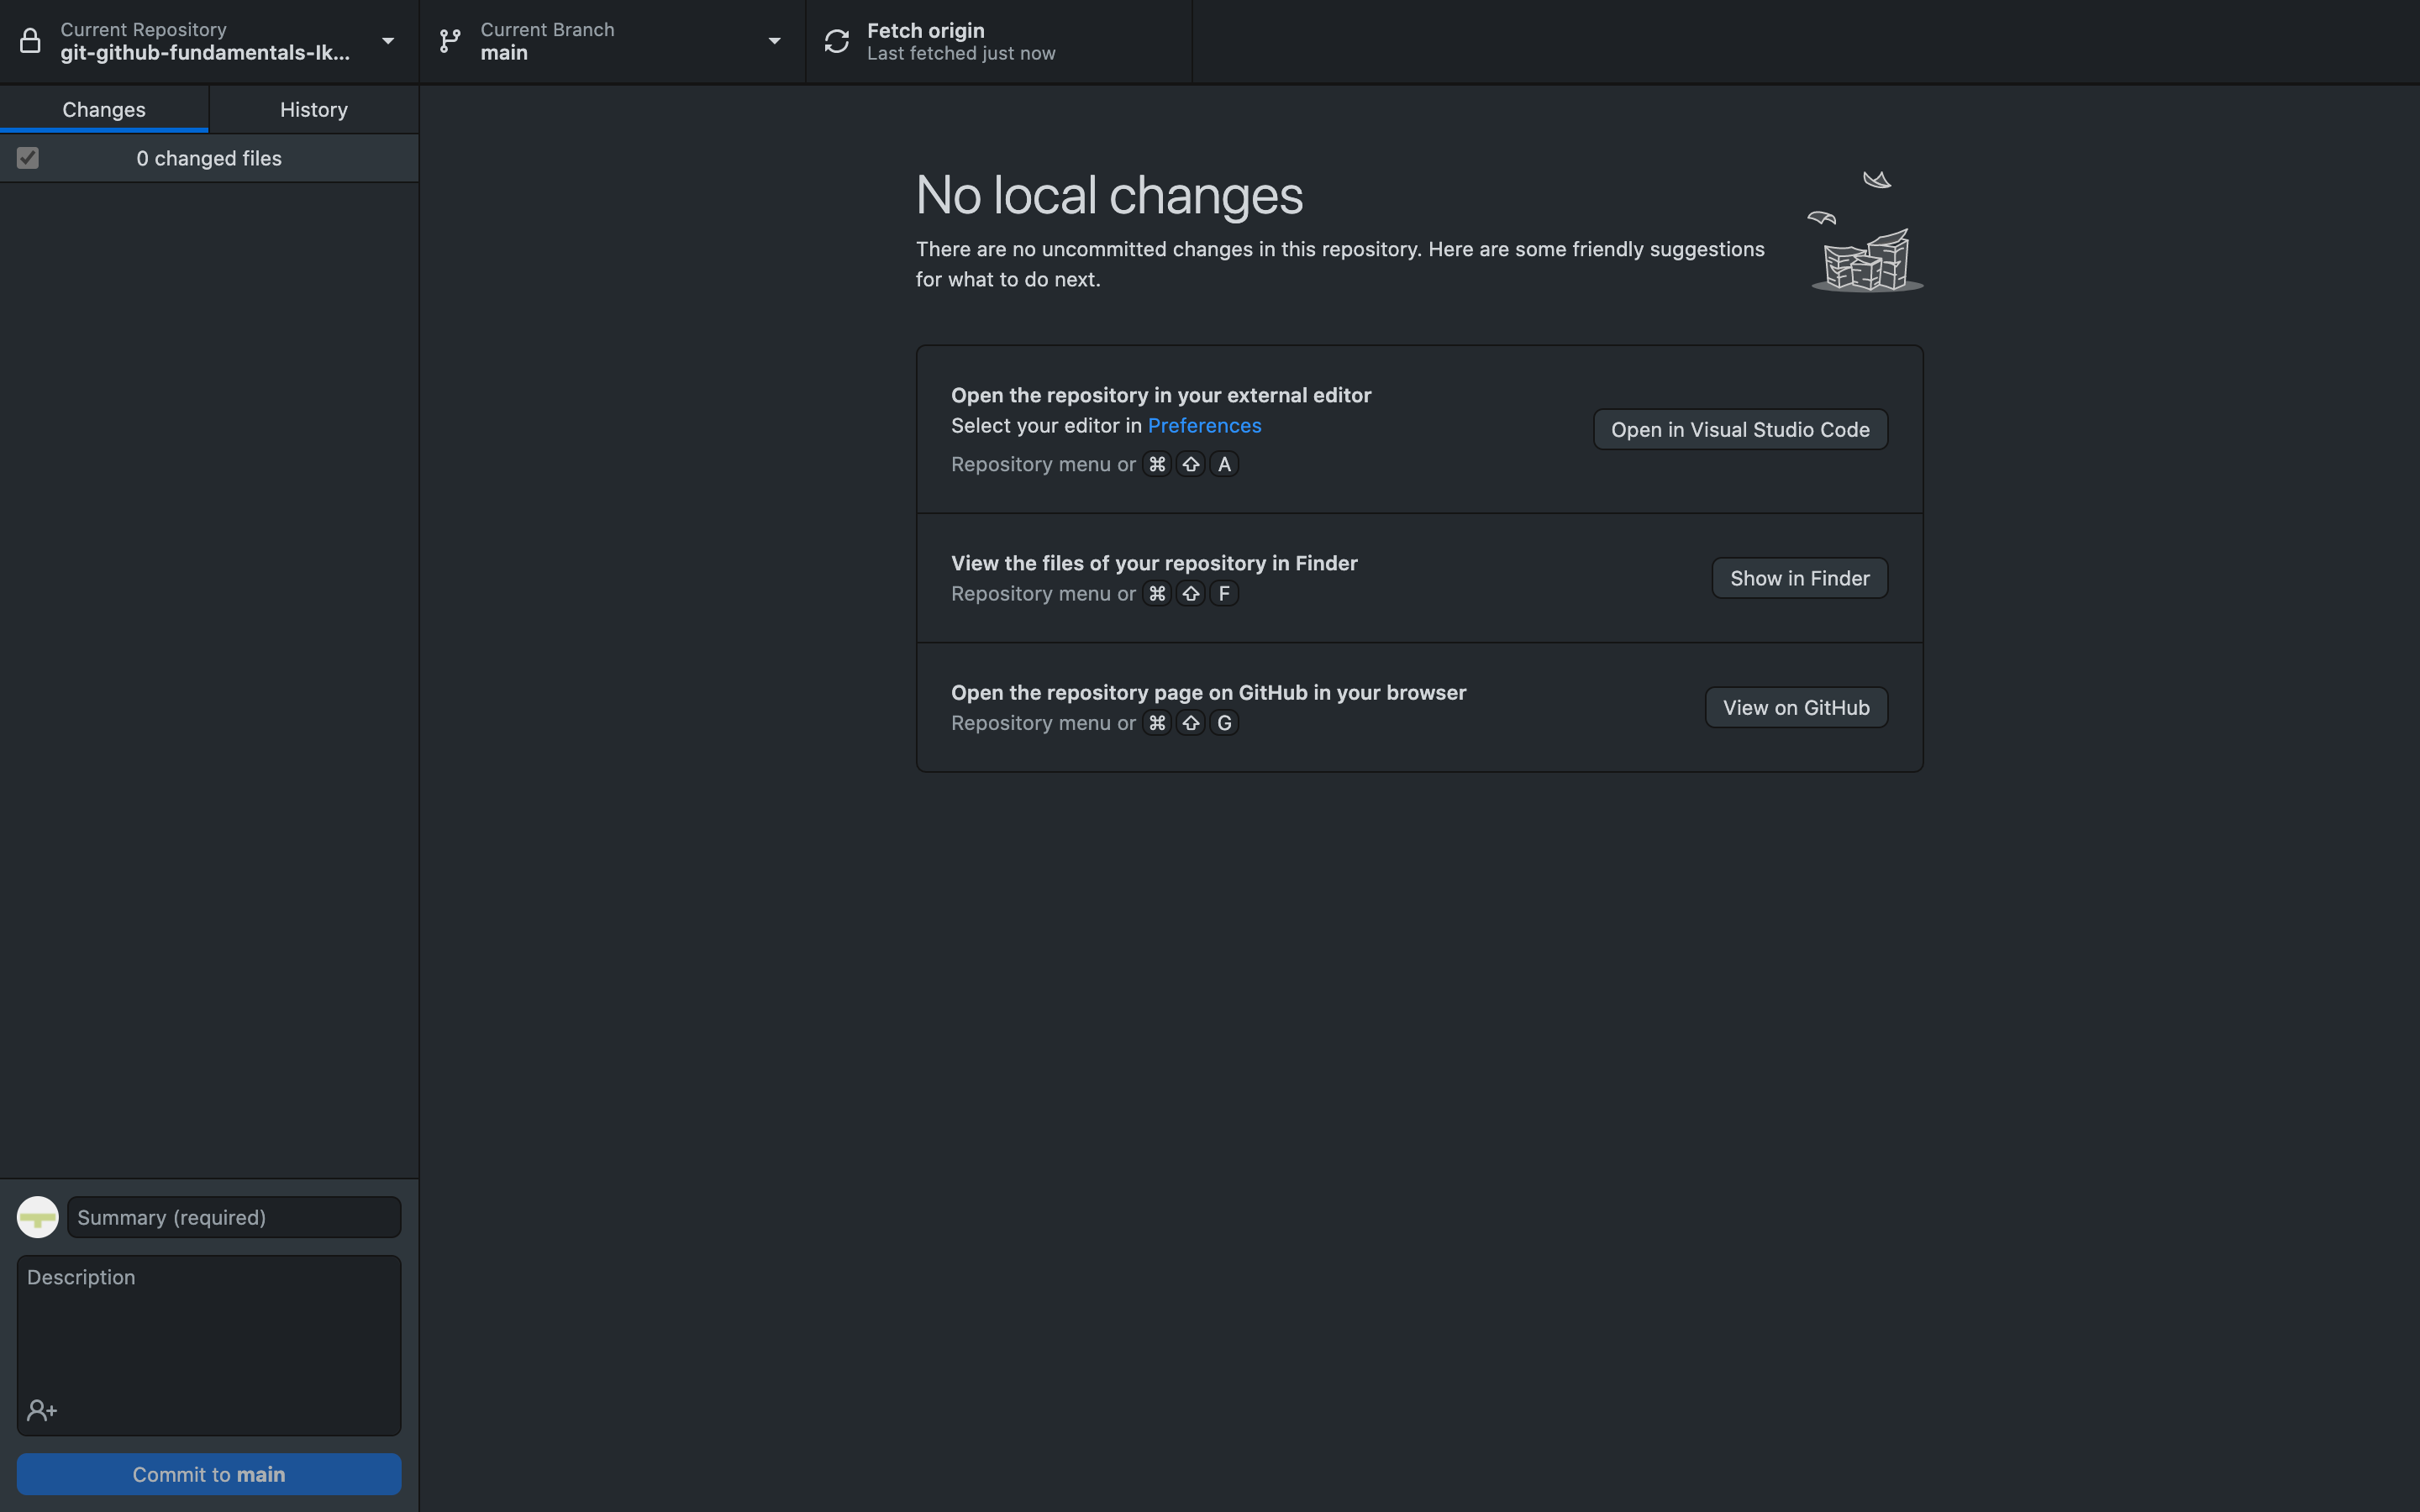 Current Repository
git-github-fundamentals-Ik...
Current Branch
main
Fetch origin
Last fetched just now
Changes
History
0 changed files
No local changes
There are no uncommitted changes in this repository. Here are some friendly suggestions
for what to do next.
Open the repository in your external editor
Select your editor in Preferences
Repository menu or ⌘ ⇧ A
Open in Visual Studio Code
View the files of your repository in Finder
Repository menu or ⌘ ⇧ F
Show in Finder
Open the repository page on GitHub in your browser
Repository menu or ⌘ ⇧ G
View on GitHub
Summary (required)
Description
Commit to main